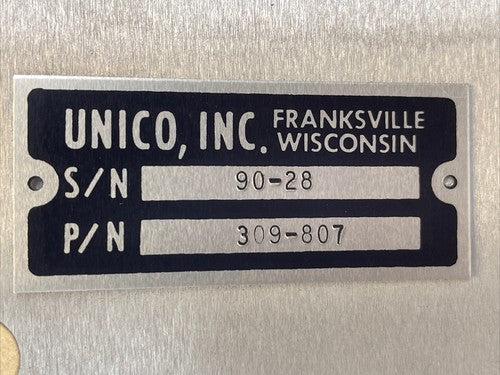 UNICO, INC. FRANKSVILLE
WISCONSIN
S/N 90-28
P/N 309-807